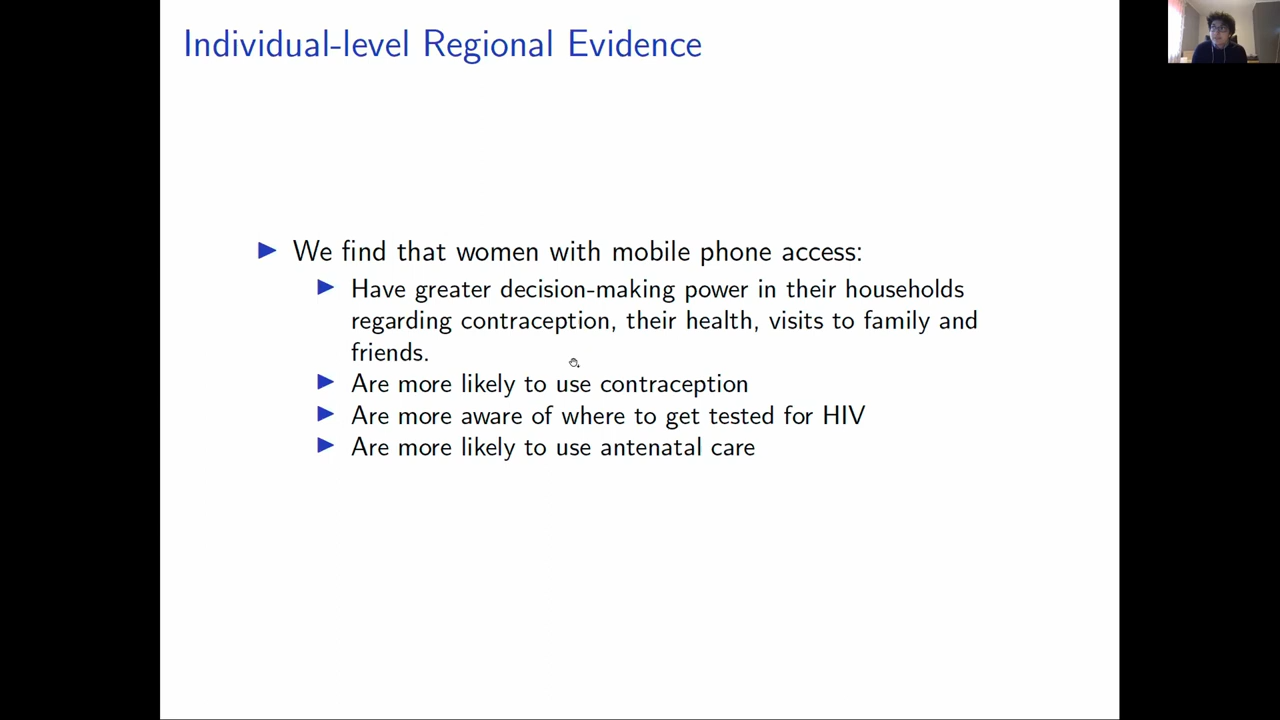 Individual-level Regional Evidence
We find that women with mobile phone access:
Have greater decision-making power in their households
regarding contraception, their health, visits to family and
friends.
Are more likely to use contraception
Are more aware of where to get tested for HIV
Are more likely to use antenatal care